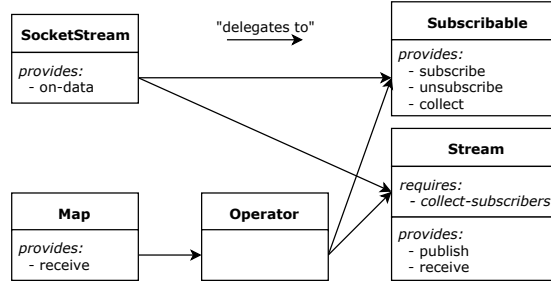 SocketStream
provides:
- on-data
"delegates to"
Subscribable
provides:
- subscribe
- unsubscribe
- collect
Stream
requires:
- collect-subscribers
provides:
- publish
- receive
Map
provides:
- receive
Operator